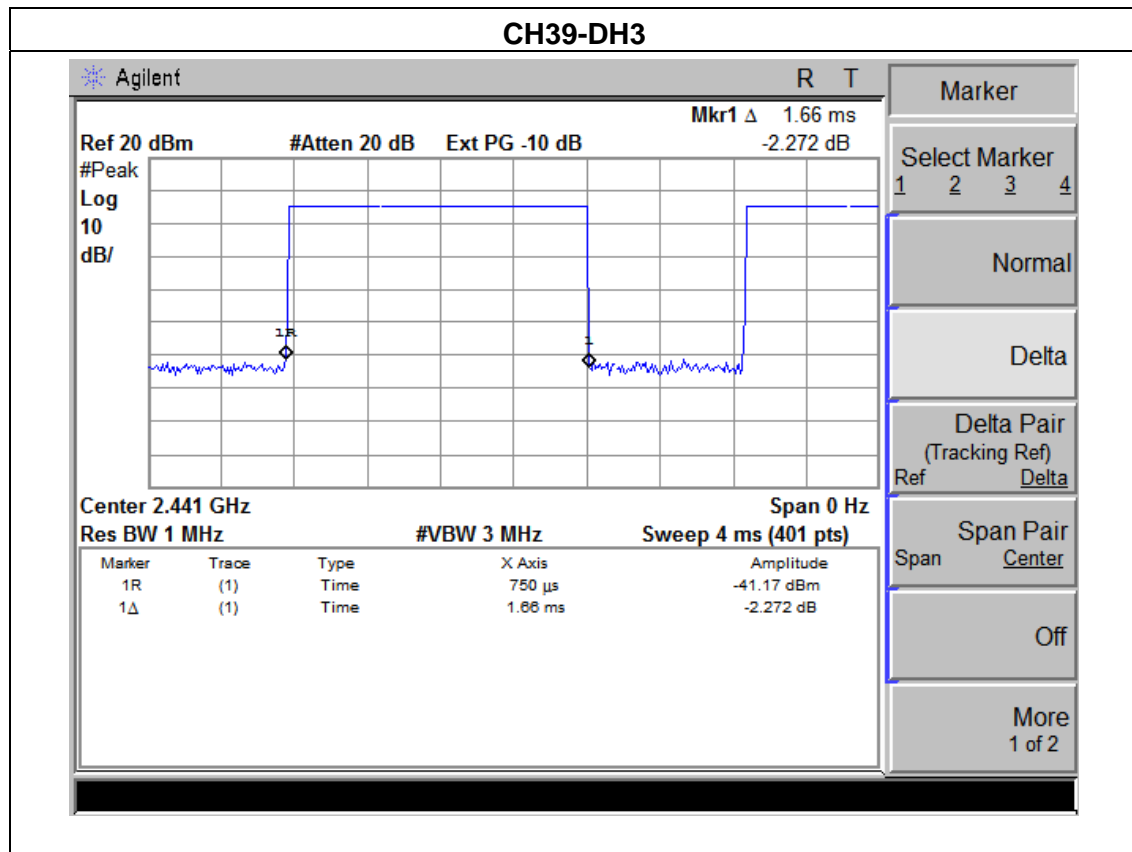 CH39-DH3
Agilent R T
Mkr1 Δ 1.66 ms
Ref 20 dBm #Atten 20 dB Ext PG -10 dB -2.272 dB
#Peak
Log
10
dB/
1R
1
Center 2.441 GHz Span 0 Hz
Res BW 1 MHz #VBW 3 MHz Sweep 4 ms (401 pts)
Marker Trace Type X Axis Amplitude
1R (1) Time 750 µs -41.17 dBm
1Δ (1) Time 1.66 ms -2.272 dB
Marker
Select Marker
1 2 3 4
Normal
Delta
Delta Pair
(Tracking Ref)
Ref Delta
Span Pair
Span Center
Off
More
1 of 2